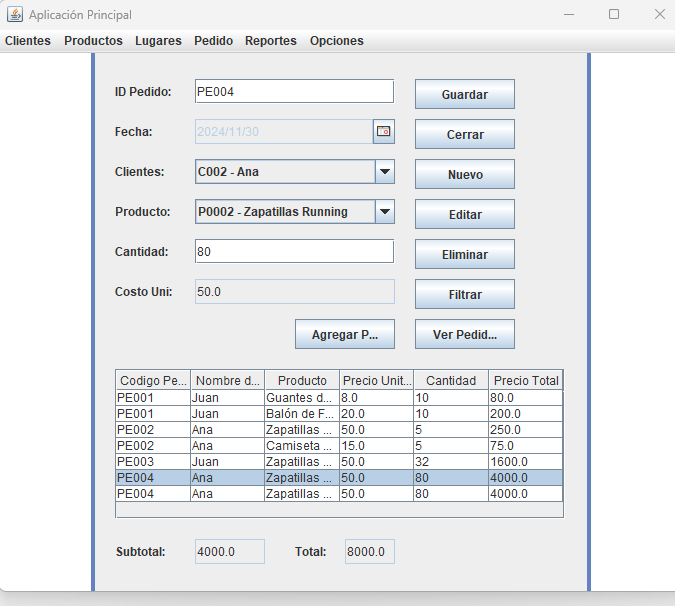 Aplicación Principal
Clientes Productos Lugares Pedido Reportes Opciones
ID Pedido: PE004 Guardar
Fecha: 2024/11/30 Cerrar
Clientes: C002 - Ana Nuevo
Producto: P0002 - Zapatillas Running Editar
Cantidad: 80 Eliminar
Costo Uni: 50.0 Filtrar
Agregar P... Ver Pedid...
Codigo Pe... Nombre d... Producto Precio Unit... Cantidad Precio Total
PE001 Juan Guantes d... 8.0 10 80.0
PE001 Juan Balón de F... 20.0 10 200.0
PE002 Ana Zapatillas ... 50.0 5 250.0
PE002 Ana Camiseta ... 15.0 5 75.0
PE003 Juan Zapatillas ... 50.0 32 1600.0
PE004 Ana Zapatillas ... 50.0 80 4000.0
PE004 Ana Zapatillas ... 50.0 80 4000.0
Subtotal: 4000.0 Total: 8000.0